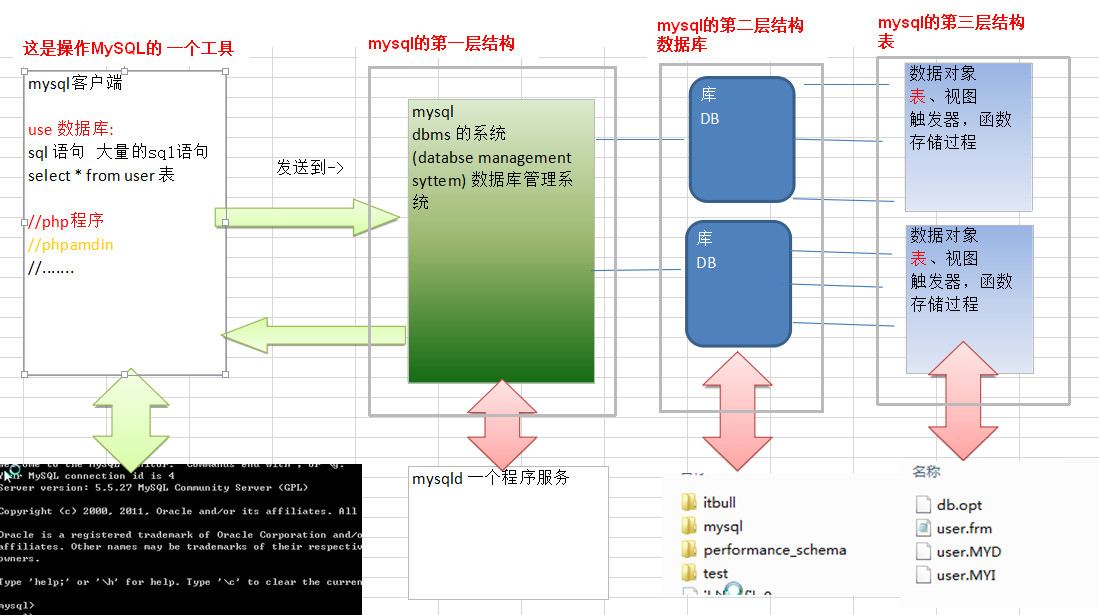 这是操作MySQL的 一个工具
mysql客户端
use 数据库:
sql 语句 大量的sql语句
select * from user 表
//php程序
//phpamdin
//.......
发送到->
mysql的第一层结构
mysql
dbms 的系统
(databse management
syttem) 数据库管理系
统
mysql的第二层结构
数据库
库
DB
库
DB
mysql的第三层结构
表
数据对象
表、视图
触发器，函数
存储过程
数据对象
表、视图
触发器，函数
存储过程
Your MySQL connection id is 4
Server version: 5.5.27 MySQL Community Server (GPL)
Copyright (c) 2000, 2011, Oracle and/or its affiliates. All
Oracle is a registered trademark of Oracle Corporation and/o
affiliates. Other names may be trademarks of their respectiv
owners.
Type 'help;' or '\h' for help. Type '\c' to clear the curren
mysql>
mysqld 一个程序服务
itbull
mysql
performance_schema
test
名称
db.opt
user.frm
user.MYD
user.MYI